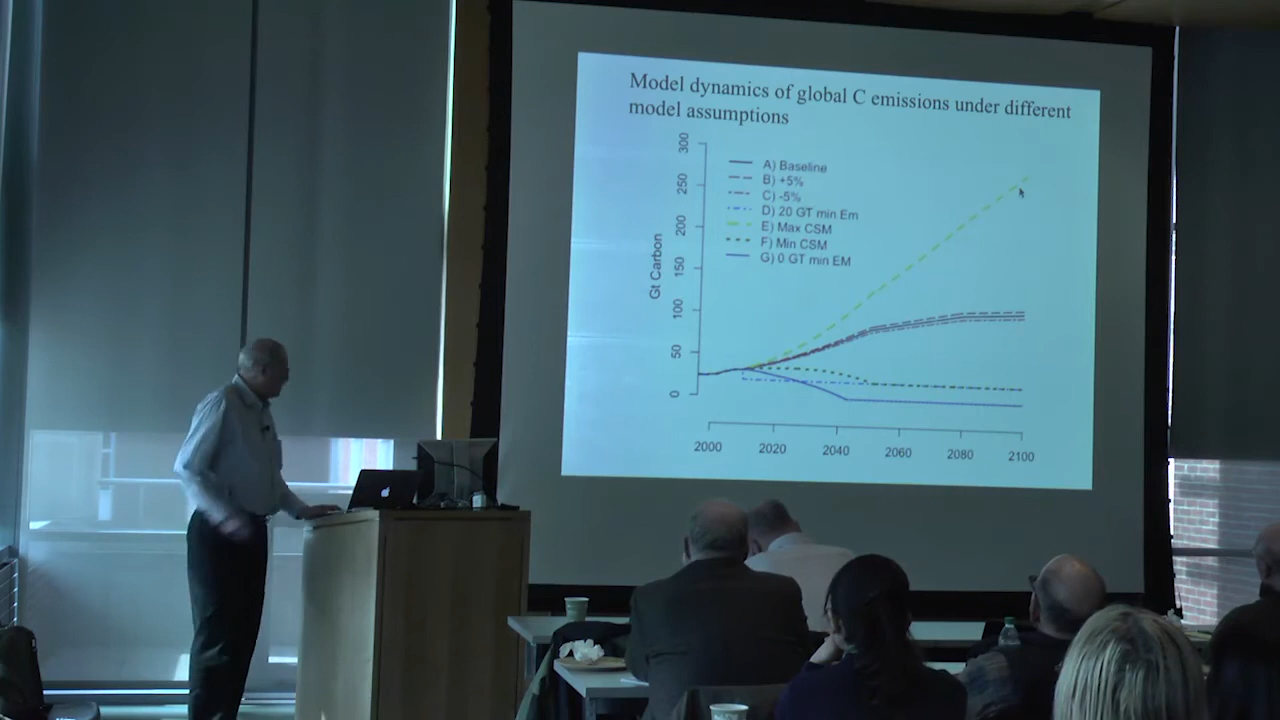 Model dynamics of global C emissions under different
model assumptions
300
250
200
150
100
50
0
Gt Carbon
A) Baseline
B) +5%
C) -5%
D) 20 GT min Em
E) Max CSM
F) Min CSM
G) 0 GT min EM
2000 2020 2040 2060 2080 2100